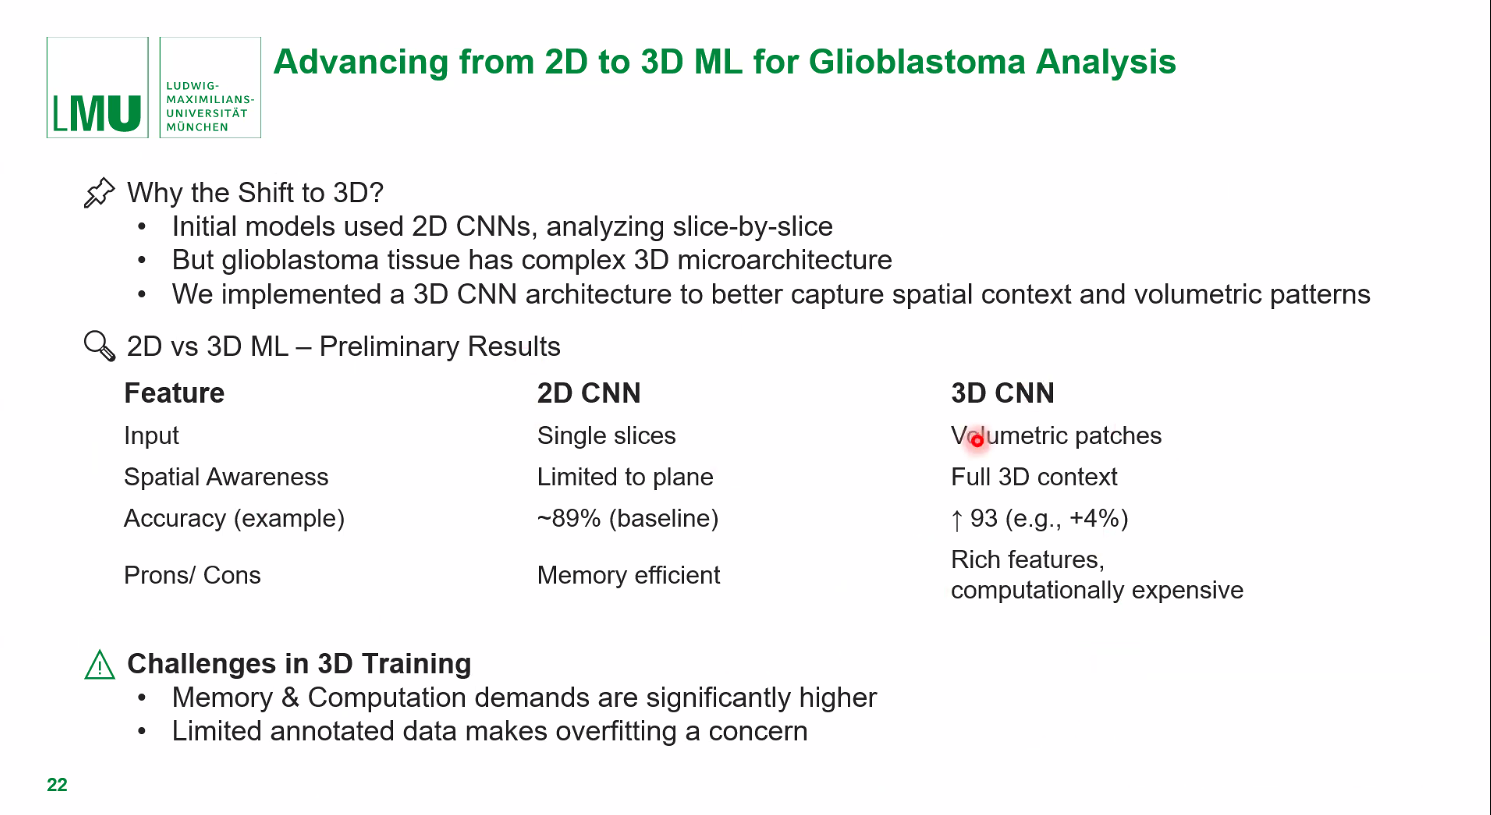 LMU
LUDWIG-
MAXIMILIANS-
UNIVERSITÄT
MÜNCHEN
Advancing from 2D to 3D ML for Glioblastoma Analysis
Why the Shift to 3D?
• Initial models used 2D CNNs, analyzing slice-by-slice
• But glioblastoma tissue has complex 3D microarchitecture
• We implemented a 3D CNN architecture to better capture spatial context and volumetric patterns
2D vs 3D ML – Preliminary Results
Feature 2D CNN 3D CNN
Input Single slices Volumetric patches
Spatial Awareness Limited to plane Full 3D context
Accuracy (example) ~89% (baseline) ↑ 93 (e.g., +4%)
Prons/ Cons Memory efficient Rich features,
computationally expensive
Challenges in 3D Training
• Memory & Computation demands are significantly higher
• Limited annotated data makes overfitting a concern
22